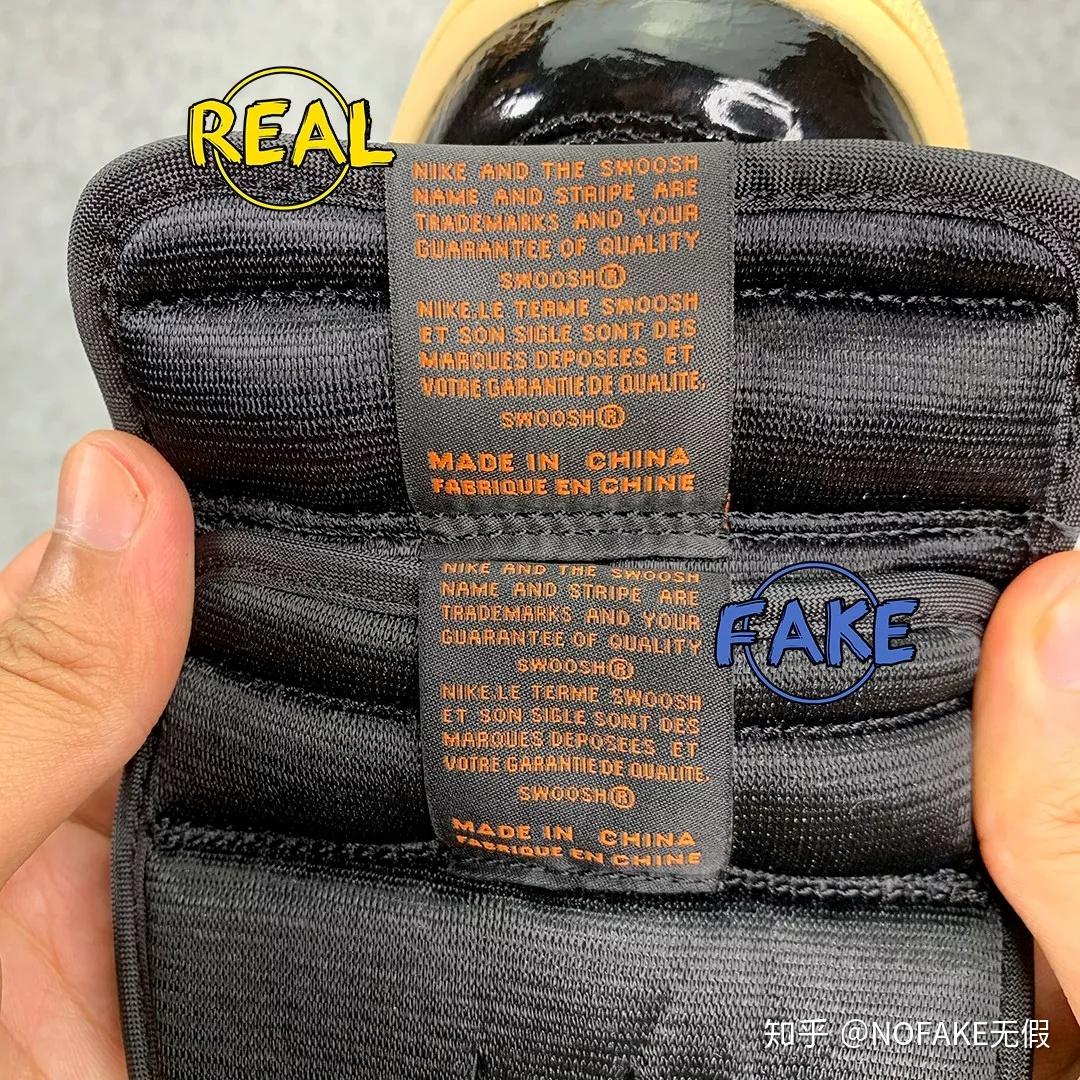 REAL
NIKE AND THE SWOOSH
NAME AND STRIPE ARE
TRADEMARKS AND YOUR
GUARANTEE OF QUALITY
SWOOSH®
NIKE.LE TERME SWOOSH
ET SON SIGLE SONT DES
MARQUES DEPOSEES ET
VOTRE GARANTIE DE QUALITE.
SWOOSH®
MADE IN CHINA
FABRIQUE EN CHINE
FAKE
NIKE AND THE SWOOSH
NAME AND STRIPE ARE
TRADEMARKS AND YOUR
GUARANTEE OF QUALITY
SWOOSH®
NIKE.LE TERME SWOOSH
ET SON SIGLE SONT DES
MARQUES DEPOSEES ET
VOTRE GARANTIE DE QUALITE.
SWOOSH®
MADE IN CHINA
FABRIQUE EN CHINE
知乎 @NOFAKE无假